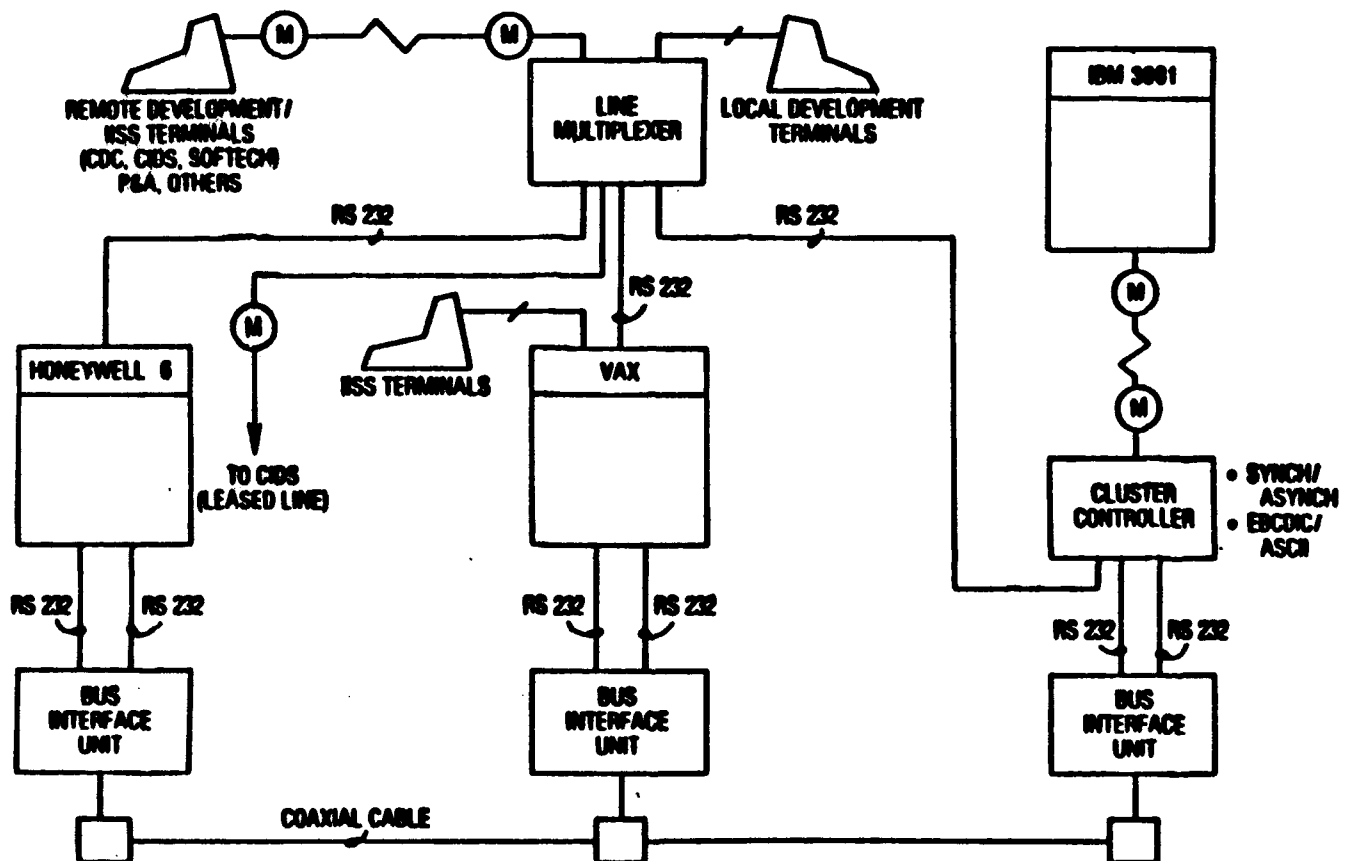 M
M
REMOTE DEVELOPMENT/
IISS TERMINALS
(CDC, CIDS, SOFTECH)
P&A, OTHERS
LINE
MULTIPLEXER
LOCAL DEVELOPMENT
TERMINALS
IBM 3081
RS 232
RS 232
RS 232
M
M
M
HONEYWELL 6
IISS TERMINALS
VAX
TO CIDS
(LEASED LINE)
CLUSTER
CONTROLLER
• SYNCH/
ASYNCH
• EBCDIC/
ASCII
RS 232
RS 232
RS 232
RS 232
RS 232
RS 232
BUS
INTERFACE
UNIT
BUS
INTERFACE
UNIT
BUS
INTERFACE
UNIT
COAXIAL CABLE